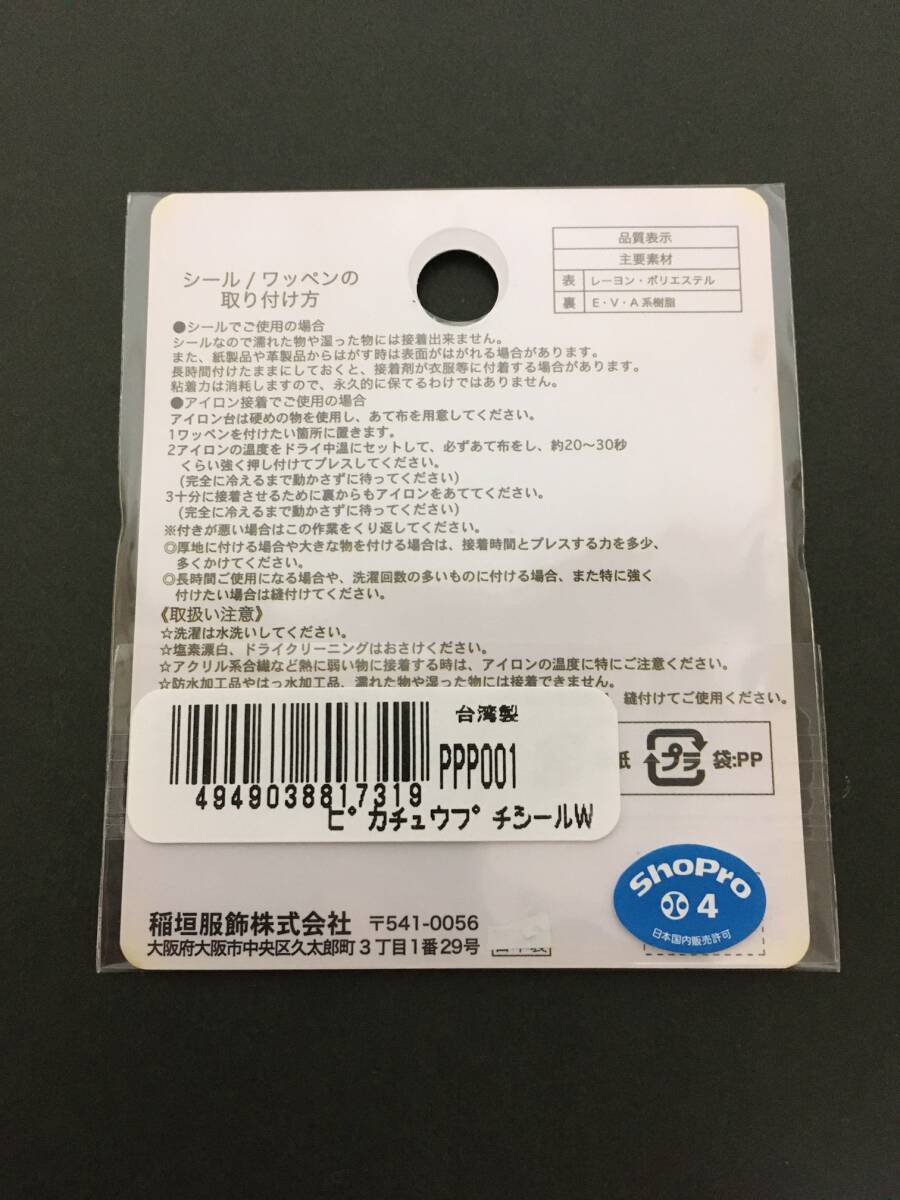 シール / ワッペンの
取り付け方
品質表示
主要素材
表 レーヨン・ポリエステル
裏 E・V・A系樹脂
●シールでご使用の場合
シールなので濡れた物や湿った物には接着出来ません。
また、紙製品や革製品からはがす時は表面がはがれる場合があります。
長時間付けたままにしておくと、接着剤が衣服等に付着する場合があります。
粘着力は消耗しますので、永久的に保てるわけではありません。
●アイロン接着でご使用の場合
アイロン台は硬めの物を使用し、あて布を用意してください。
1ワッペンを付けたい箇所に置きます。
2アイロンの温度をドライ中温にセットして、必ずあて布をし、約20〜30秒
くらい強く押し付けてプレスしてください。
(完全に冷えるまで動かさずに待ってください)
3十分に接着させるために裏からもアイロンをあててください。
(完全に冷えるまで動かさずに待ってください)
※付きが悪い場合はこの作業をくり返してください。
◎厚地に付ける場合や大きな物を付ける場合は、接着時間とプレスする力を多少、
多くかけてください。
◎長時間ご使用になる場合や、洗濯回数の多いものに付ける場合、また特に強く
付けたい場合は縫付けてください。
《取扱い注意》
☆洗濯は水洗いしてください。
☆塩素漂白、ドライクリーニングはおさけください。
☆アクリル系合繊など熱に弱い物に接着する時は、アイロンの温度に特にご注意ください。
☆防水加工品やはっ水加工品、濡れた物や湿った物には接着できません。
縫付けてご使用ください。
台湾製
PPP001
4949038817319
ピカチュウプチシールW
紙 プラ 袋:PP
ShoPro
4
日本国内販売許可
稲垣服飾株式会社 〒541-0056
大阪府大阪市中央区久太郎町3丁目1番29号